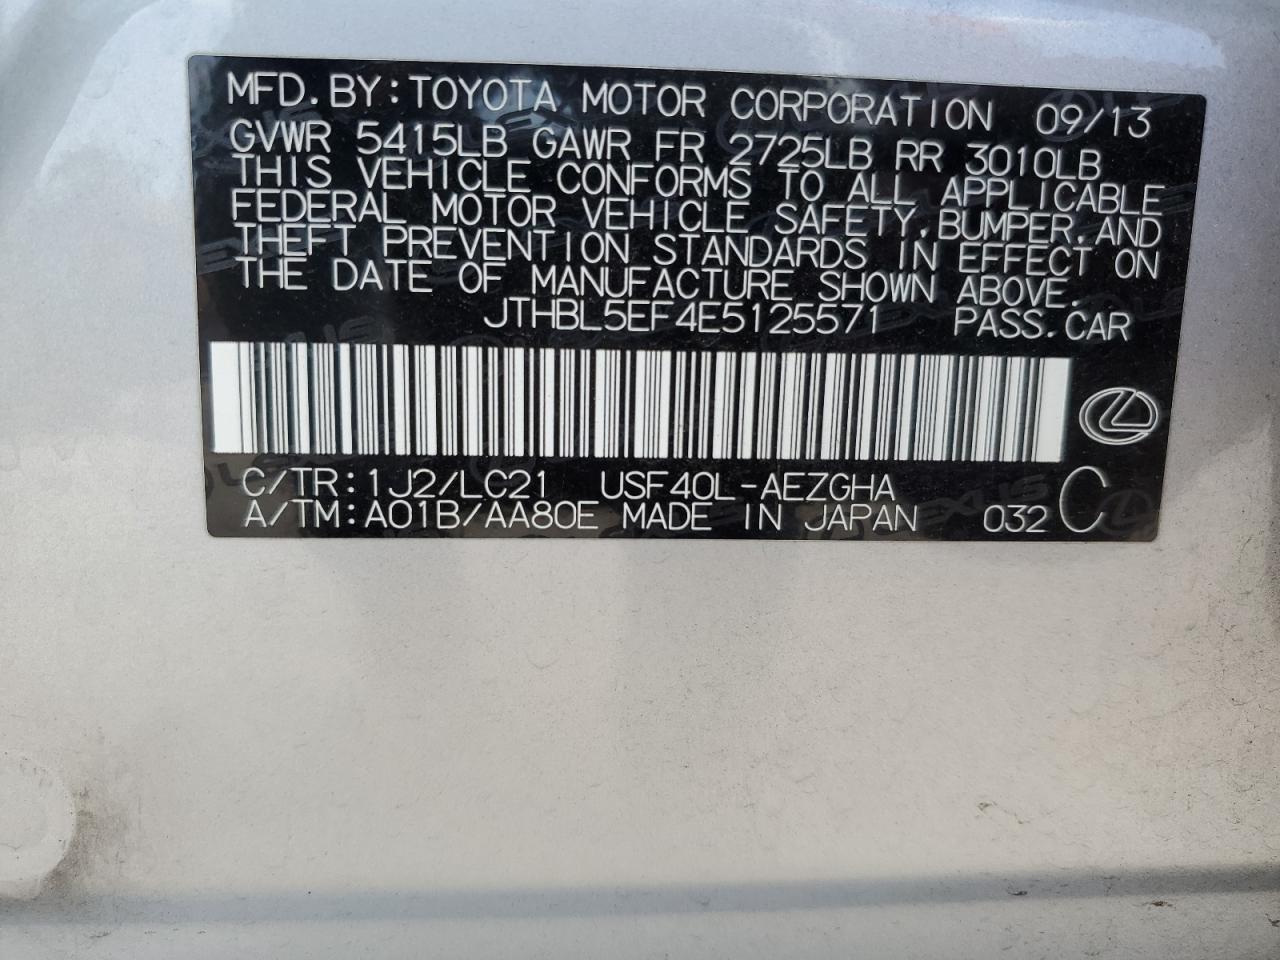 MFD. BY: TOYOTA MOTOR CORPORATION 09/13
GVWR 5415LB GAWR FR 2725LB RR 3010LB
THIS VEHICLE CONFORMS TO ALL APPLICABLE
FEDERAL MOTOR VEHICLE SAFETY, BUMPER, AND
THEFT PREVENTION STANDARDS IN EFFECT ON
THE DATE OF MANUFACTURE SHOWN ABOVE.
JTHBL5EF4E5125571 PASS. CAR
C/TR: 1J2/LC21 USF40L-AEZGHA C
A/TM: A01B/AA80E MADE IN JAPAN 032